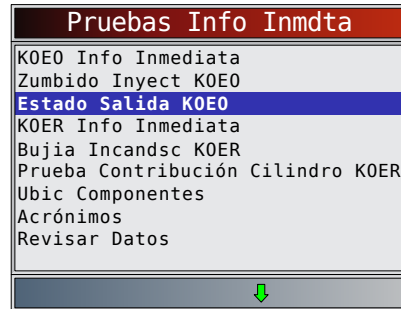 Pruebas Info Inmdta
KOEO Info Inmediata
Zumbido Inyect KOEO
Estado Salida KOEO
KOER Info Inmediata
Bujia Incandsc KOER
Prueba Contribución Cilindro KOER
Ubic Componentes
Acrónimos
Revisar Datos